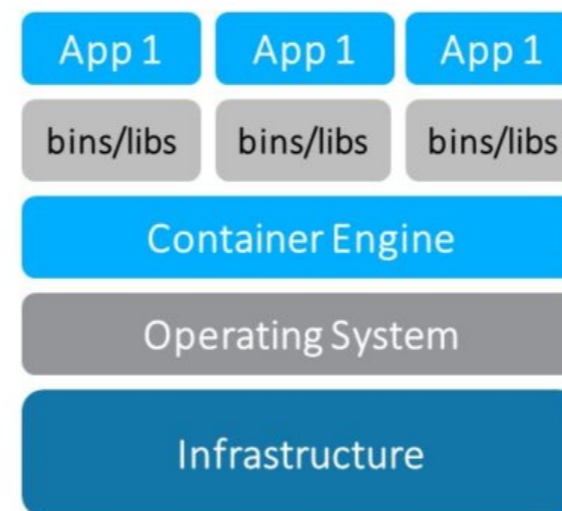 App 1 App 1 App 1
bins/libs bins/libs bins/libs
Container Engine
Operating System
Infrastructure